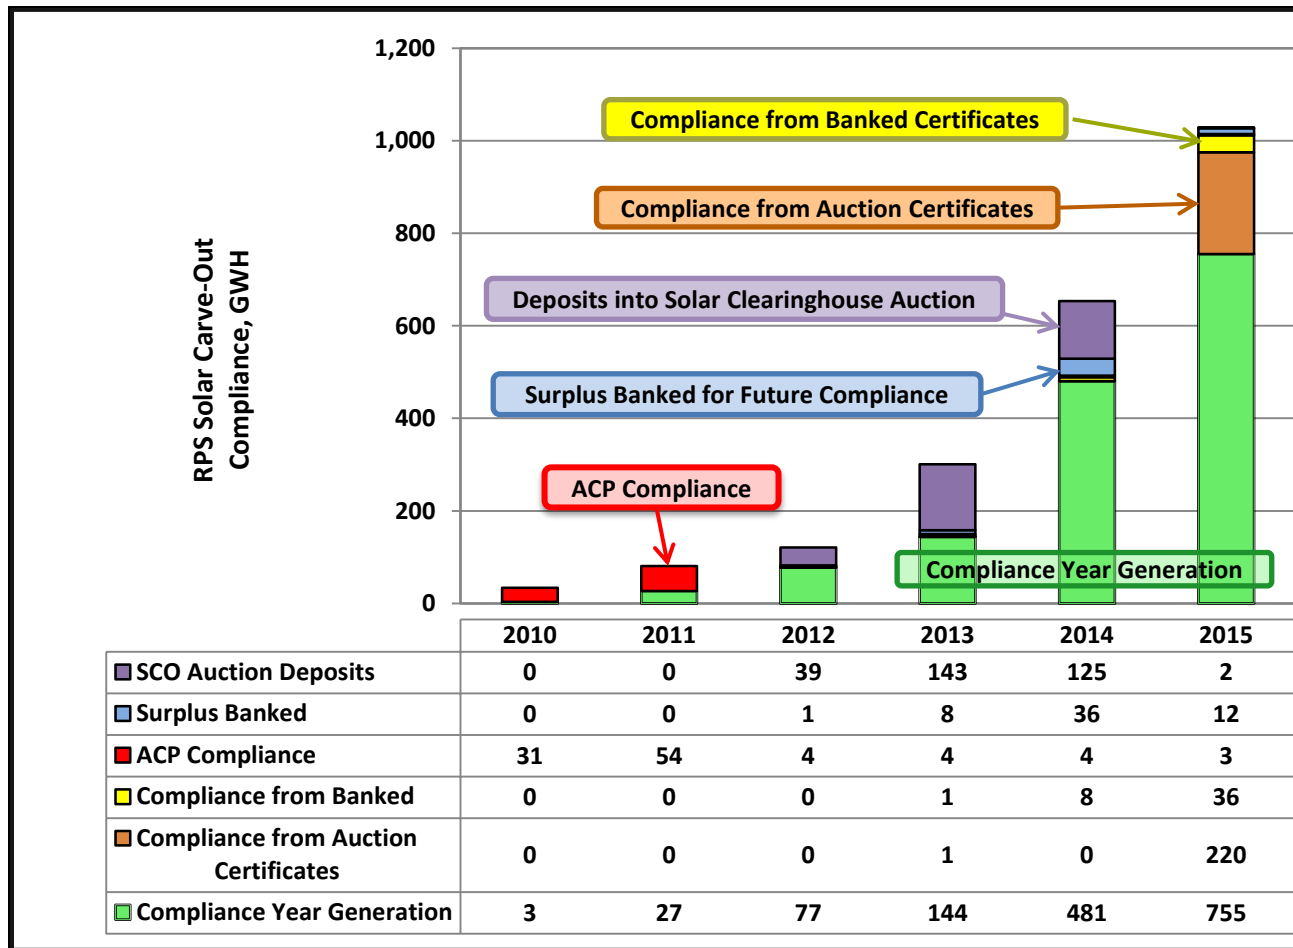 1,200
Compliance from Banked Certificates
1,000
Compliance from Auction Certificates
800
RPS Solar Carve-Out
Compliance, GWH
Deposits into Solar Clearinghouse Auction
600
Surplus Banked for Future Compliance
400
ACP Compliance
200
Compliance Year Generation
0
2010 2011 2012 2013 2014 2015
SCO Auction Deposits 0 0 39 143 125 2
Surplus Banked 0 0 1 8 36 12
ACP Compliance 31 54 4 4 4 3
Compliance from Banked 0 0 0 1 8 36
Compliance from Auction
Certificates 0 0 0 1 0 220
Compliance Year Generation 3 27 77 144 481 755